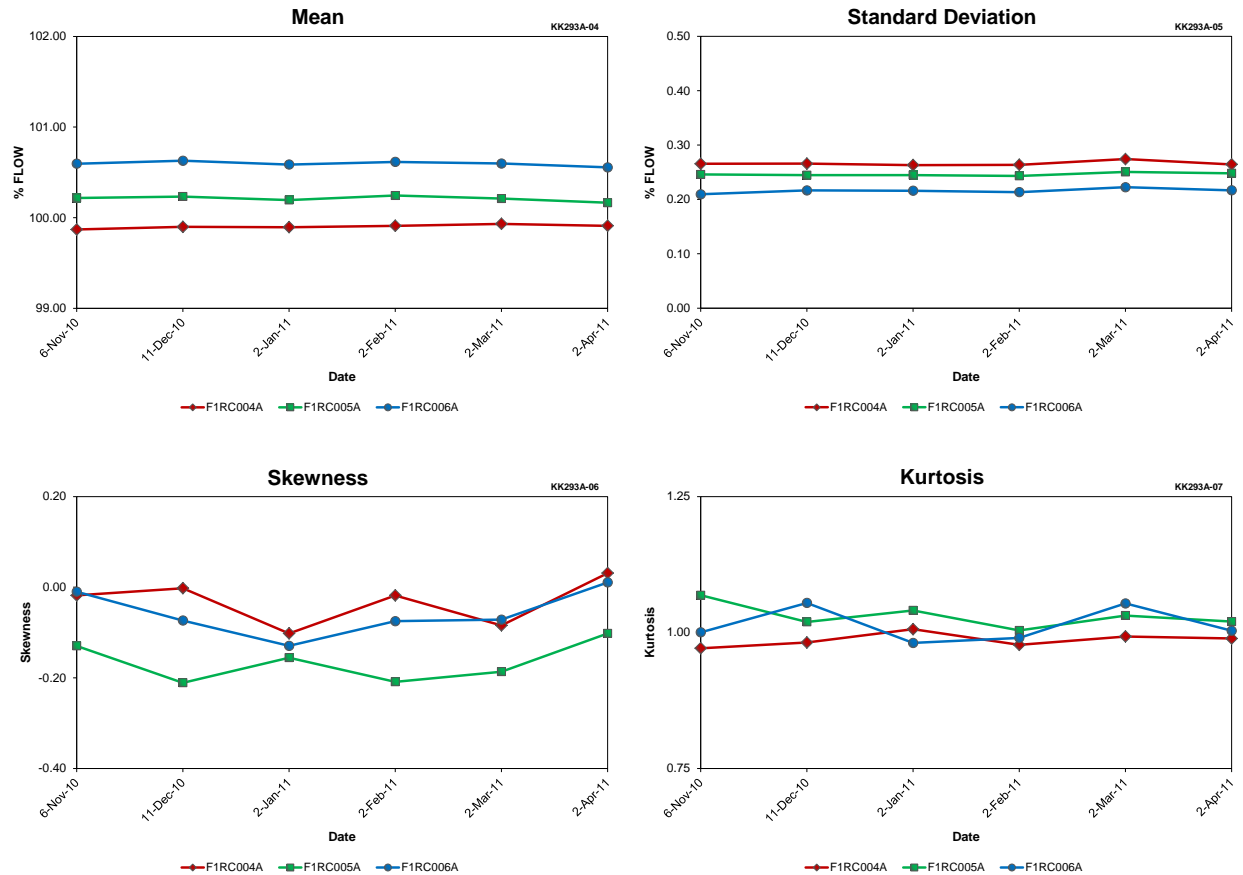 Mean
KK293A-04
102.00
101.00
100.00
99.00
% FLOW
6-Nov-10
11-Dec-10
2-Jan-11
2-Feb-11
2-Mar-11
2-Apr-11
Date
F1RC004A F1RC005A F1RC006A
Standard Deviation
KK293A-05
0.50
0.40
0.30
0.20
0.10
0.00
% FLOW
6-Nov-10
11-Dec-10
2-Jan-11
2-Feb-11
2-Mar-11
2-Apr-11
Date
F1RC004A F1RC005A F1RC006A
Skewness
KK293A-06
0.20
0.00
-0.20
-0.40
Skewness
6-Nov-10
11-Dec-10
2-Jan-11
2-Feb-11
2-Mar-11
2-Apr-11
Date
F1RC004A F1RC005A F1RC006A
Kurtosis
KK293A-07
1.25
1.00
0.75
Kurtosis
6-Nov-10
11-Dec-10
2-Jan-11
2-Feb-11
2-Mar-11
2-Apr-11
Date
F1RC004A F1RC005A F1RC006A